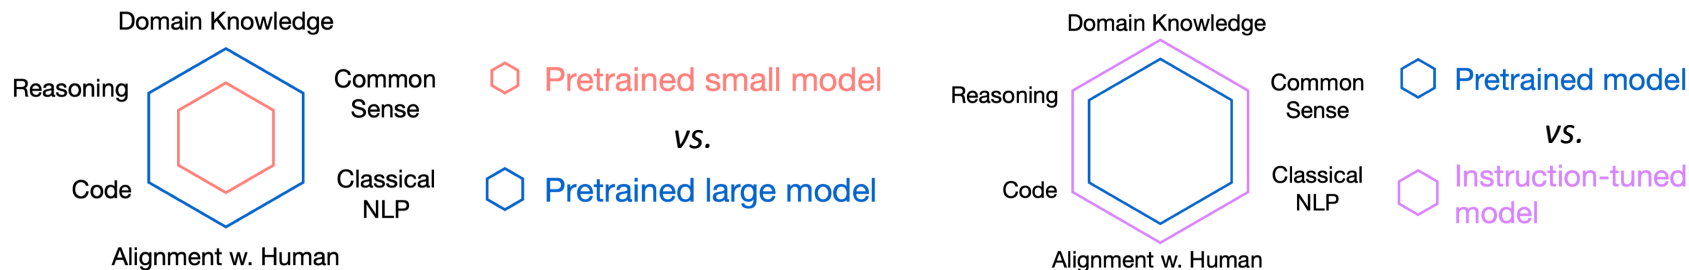 Domain Knowledge
Reasoning
Common
Sense
Code
Classical
NLP
Alignment w. Human
Pretrained small model
vs.
Pretrained large model
Domain Knowledge
Reasoning
Common
Sense
Code
Classical
NLP
Alignment w. Human
Pretrained model
vs.
Instruction-tuned
model